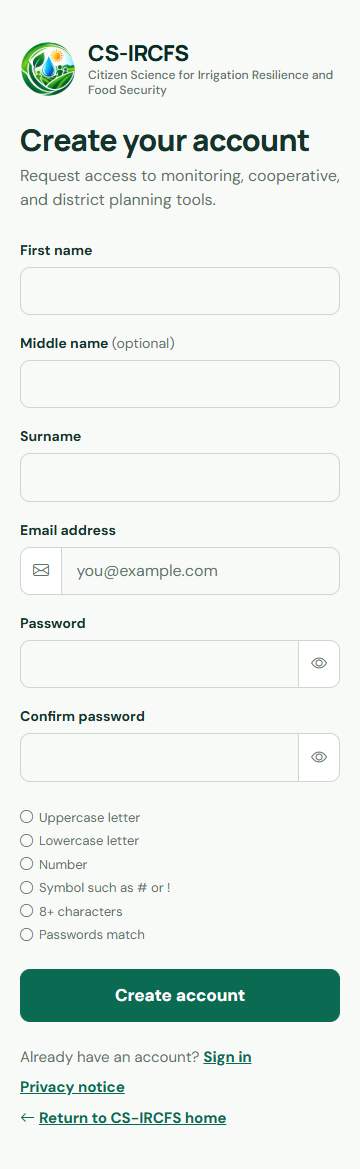 CS-IRCFS
Citizen Science for Irrigation Resilience and
Food Security
Create your account
Request access to monitoring, cooperative,
and district planning tools.
First name
Middle name (optional)
Surname
Email address
you@example.com
Password
Confirm password
Uppercase letter
Lowercase letter
Number
Symbol such as # or !
8+ characters
Passwords match
Create account
Already have an account? Sign in
Privacy notice
← Return to CS-IRCFS home